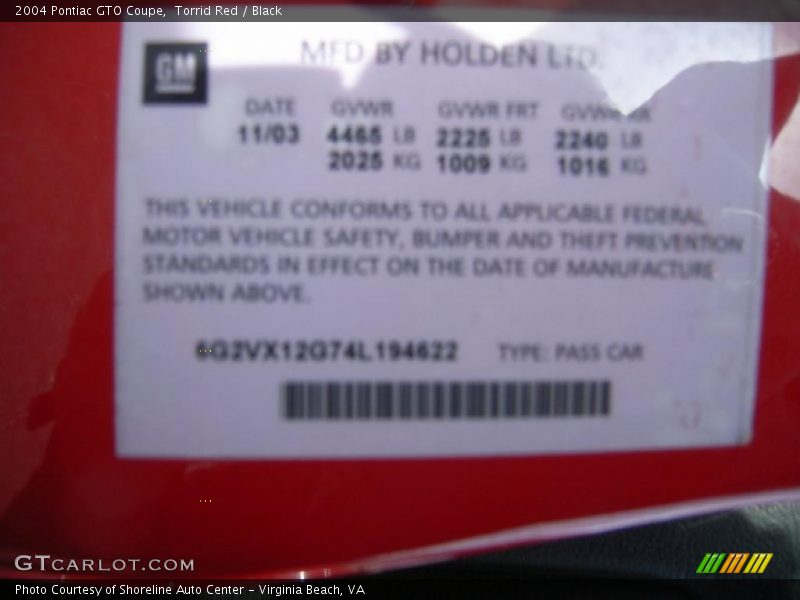 2004 Pontiac GTO Coupe, Torrid Red / Black
GM
MFD BY HOLDEN LTD.
DATE GVWR GVWR FRT GVWR RR
11/03 4465 LB 2225 LB 2240 LB
2025 KG 1009 KG 1016 KG
THIS VEHICLE CONFORMS TO ALL APPLICABLE FEDERAL
MOTOR VEHICLE SAFETY, BUMPER AND THEFT PREVENTION
STANDARDS IN EFFECT ON THE DATE OF MANUFACTURE
SHOWN ABOVE.
6G2VX12G74L194622 TYPE: PASS CAR
GTCARLOT.COM
Photo Courtesy of Shoreline Auto Center - Virginia Beach, VA